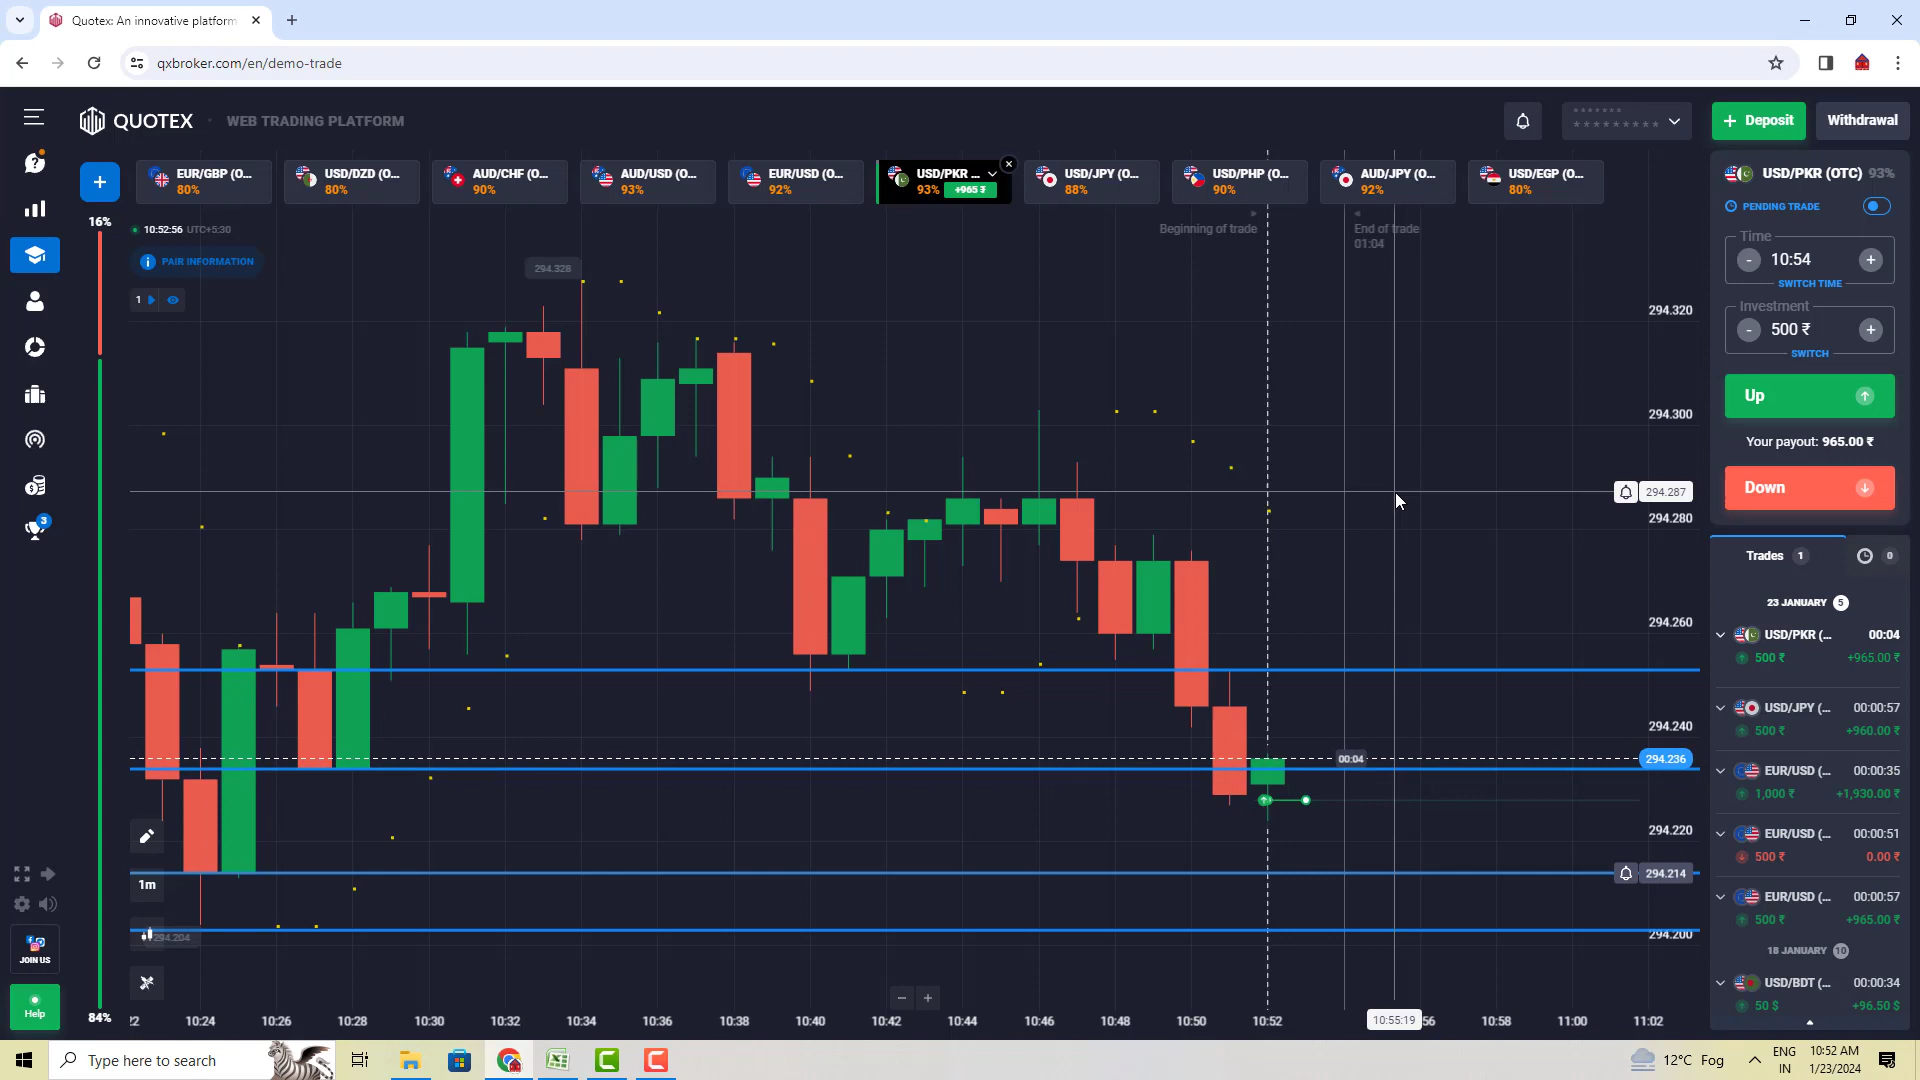 Quotex: An innovative platform
qxbroker.com/en/demo-trade
QUOTEX
WEB TRADING PLATFORM
Deposit
Withdrawal
EUR/GBP (O...
80%
USD/DZD (O...
80%
AUD/CHF (O...
90%
AUD/USD (O...
93%
EUR/USD (O...
92%
USD/PKR ...
93%
+965 ₹
USD/JPY (O...
88%
USD/PHP (O...
90%
AUD/JPY (O...
92%
USD/EGP (O...
80%
USD/PKR (OTC) 93%
PENDING TRADE
Time
- 10:54 +
SWITCH TIME
Investment
- 500 ₹ +
SWITCH
Up
Your payout: 965.00 ₹
Down
16%
10:52:56 UTC+5:30
PAIR INFORMATION
1
Beginning of trade
End of trade
01:04
294.328
294.320
294.300
294.287
294.280
294.260
294.240
00:04
294.236
294.220
294.214
294.204
294.200
1m
Trades 1
0
23 JANUARY 5
USD/PKR (... 00:04
500 ₹ +965.00 ₹
USD/JPY (... 00:00:57
500 ₹ +960.00 ₹
EUR/USD (... 00:00:35
1,000 ₹ +1,930.00 ₹
EUR/USD (... 00:00:51
500 ₹ 0.00 ₹
EUR/USD (... 00:00:57
500 ₹ +965.00 ₹
18 JANUARY 10
USD/BDT (... 00:00:34
50 $ +96.50 $
3
JOIN US
Help
84%
22 10:24 10:26 10:28 10:30 10:32 10:34 10:36 10:38 10:40 10:42 10:44 10:46 10:48 10:50 10:52 10:55:19 56 10:58 11:00 11:02
Type here to search
12°C Fog
ENG
IN
10:52 AM
1/23/2024